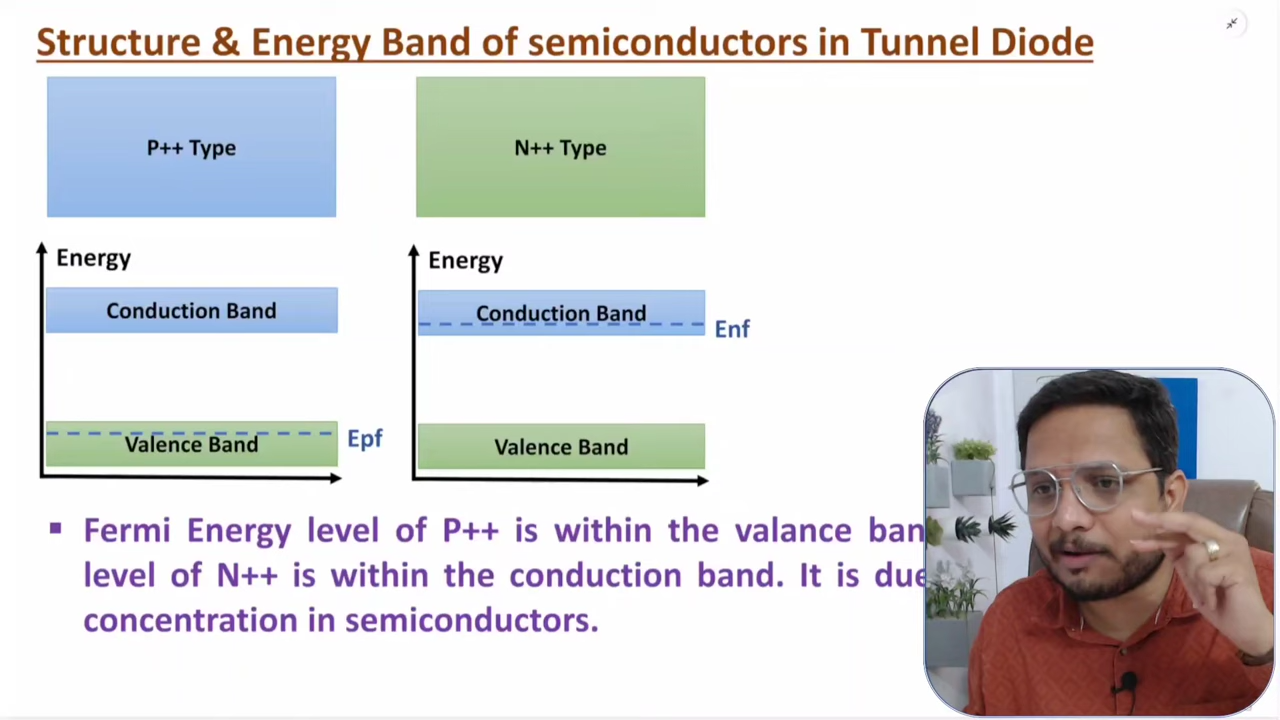 Structure & Energy Band of semiconductors in Tunnel Diode
P++ Type
N++ Type
Energy
Conduction Band
Valence Band
Epf
Energy
Conduction Band
Enf
Valence Band
▪ Fermi Energy level of P++ is within the valance ban
level of N++ is within the conduction band. It is due
concentration in semiconductors.